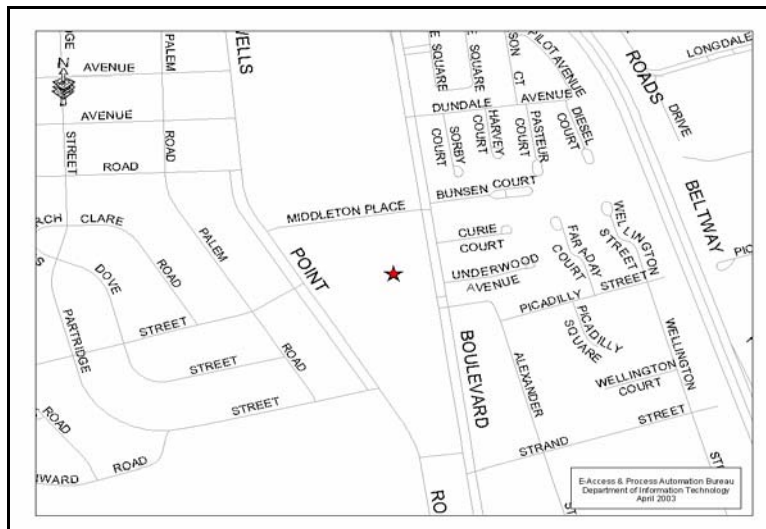 AVENUE
PALEM
WELLS
N
AVENUE
STREET
ROAD
ROAD
CLARE
ROAD
DOVE
PALEM
POINT
PARTRIDGE
STREET
STREET
ROAD
STREET
ROAD
ROAD
MIDDLETON PLACE
SQUARE
SQUARE
SON CT
PILOT AVENUE
ROADS
LONGDALE
DUNDALE AVENUE
SORBY COURT
HARVEY COURT
PASTEUR COURT
DIESEL COURT
DRIVE
BUNSEN COURT
BELTWAY
CURIE
COURT
FARADAY
COURT
WELLINGTON
STREET
UNDERWOOD
AVENUE
PICADILLY STREET
BOULEVARD
ALEXANDER
PICADILLY
SQUARE
WELLINGTON
WELLINGTON
COURT
STRAND STREET
RO
E-Access & Process Automation Bureau
Department of Information Technology
April 2003